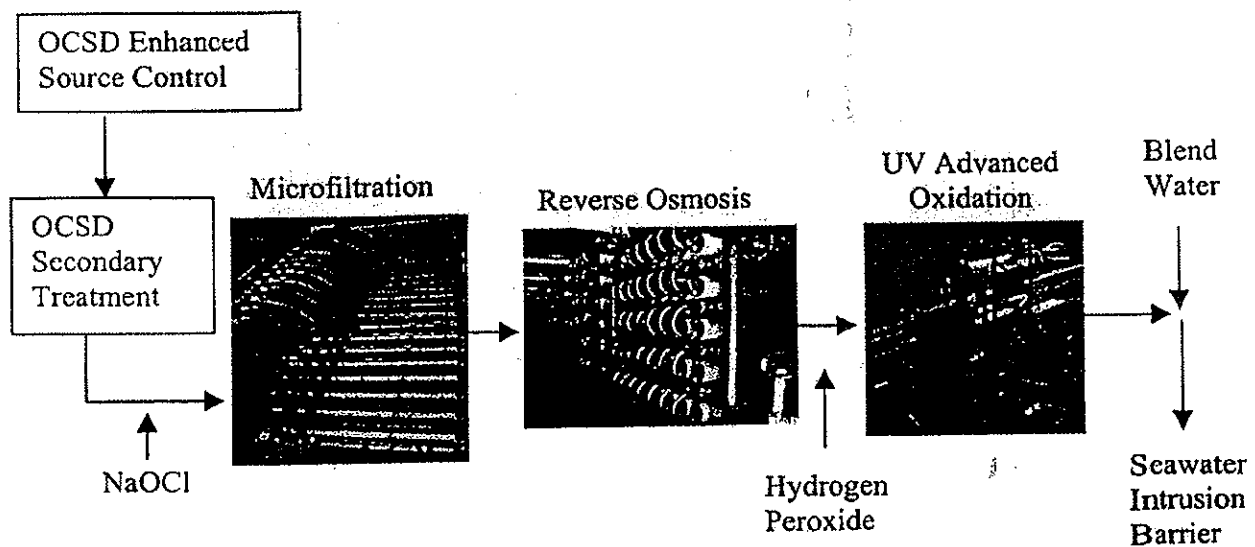 OCSD Enhanced
Source Control
OCSD
Secondary
Treatment
NaOCl
Microfiltration
Reverse Osmosis
Hydrogen
Peroxide
UV Advanced
Oxidation
Blend
Water
Seawater
Intrusion
Barrier